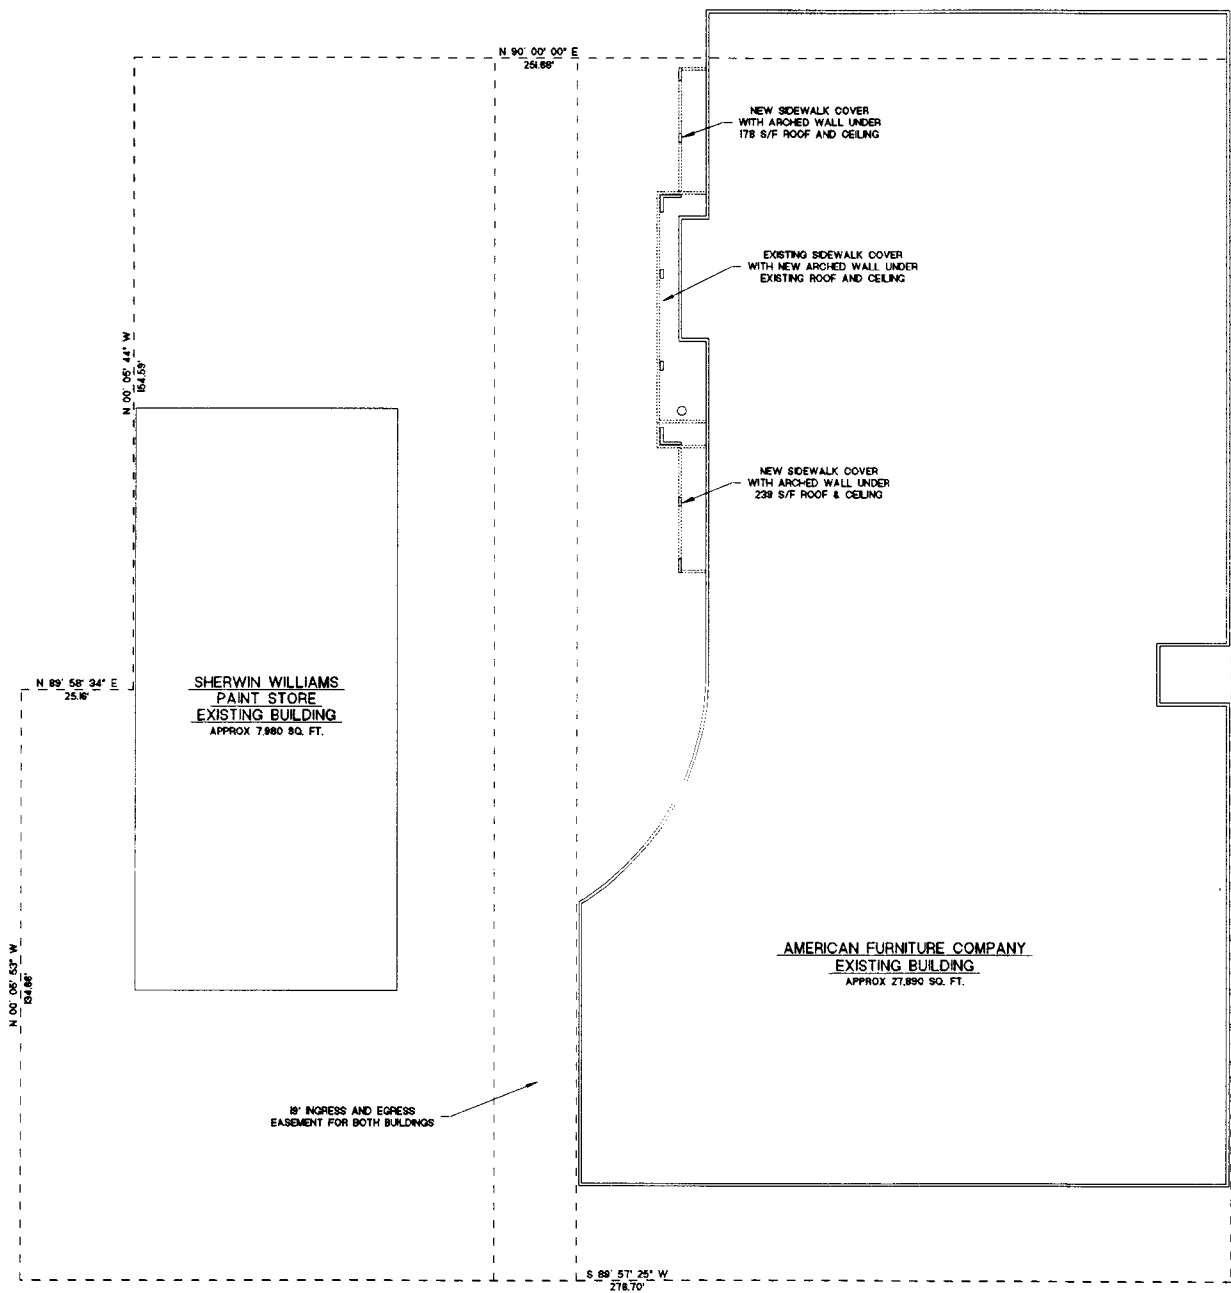 N 90° 00' 00" E
251.68'
NEW SIDEWALK COVER
WITH ARCHED WALL UNDER
178 S/F ROOF AND CEILING
EXISTING SIDEWALK COVER
WITH NEW ARCHED WALL UNDER
EXISTING ROOF AND CEILING
N 00° 05' 44" W
154.59'
NEW SIDEWALK COVER
WITH ARCHED WALL UNDER
239 S/F ROOF & CEILING
N 89° 58' 34" E
25.16'
SHERWIN WILLIAMS
PAINT STORE
EXISTING BUILDING
APPROX 7,980 SQ. FT.
N 00° 05' 53" W
134.66'
AMERICAN FURNITURE COMPANY
EXISTING BUILDING
APPROX 27,890 SQ. FT.
19' INGRESS AND EGRESS
EASEMENT FOR BOTH BUILDINGS
S 89° 57' 25" W
276.70'